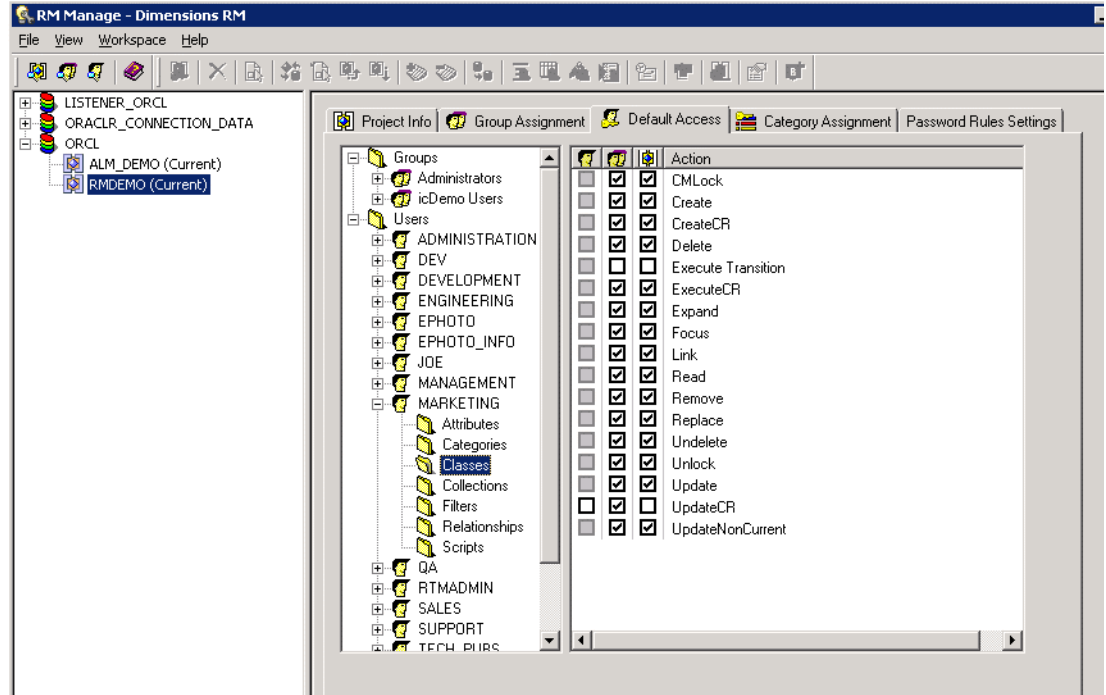 RM Manage - Dimensions RM
File View Workspace Help
LISTENER_ORCL
ORACLR_CONNECTION_DATA
ORCL
ALM_DEMO (Current)
RMDEMO (Current)
Project Info Group Assignment Default Access Category Assignment Password Rules Settings
Groups
Administrators
icDemo Users
Users
ADMINISTRATION
DEV
DEVELOPMENT
ENGINEERING
EPHOTO
EPHOTO_INFO
JOE
MANAGEMENT
MARKETING
Attributes
Categories
Classes
Collections
Filters
Relationships
Scripts
QA
RTMADMIN
SALES
SUPPORT
TECH_PUBS
Action
CMLock
Create
CreateCR
Delete
Execute Transition
ExecuteCR
Expand
Focus
Link
Read
Remove
Replace
Undelete
Unlock
Update
UpdateCR
UpdateNonCurrent